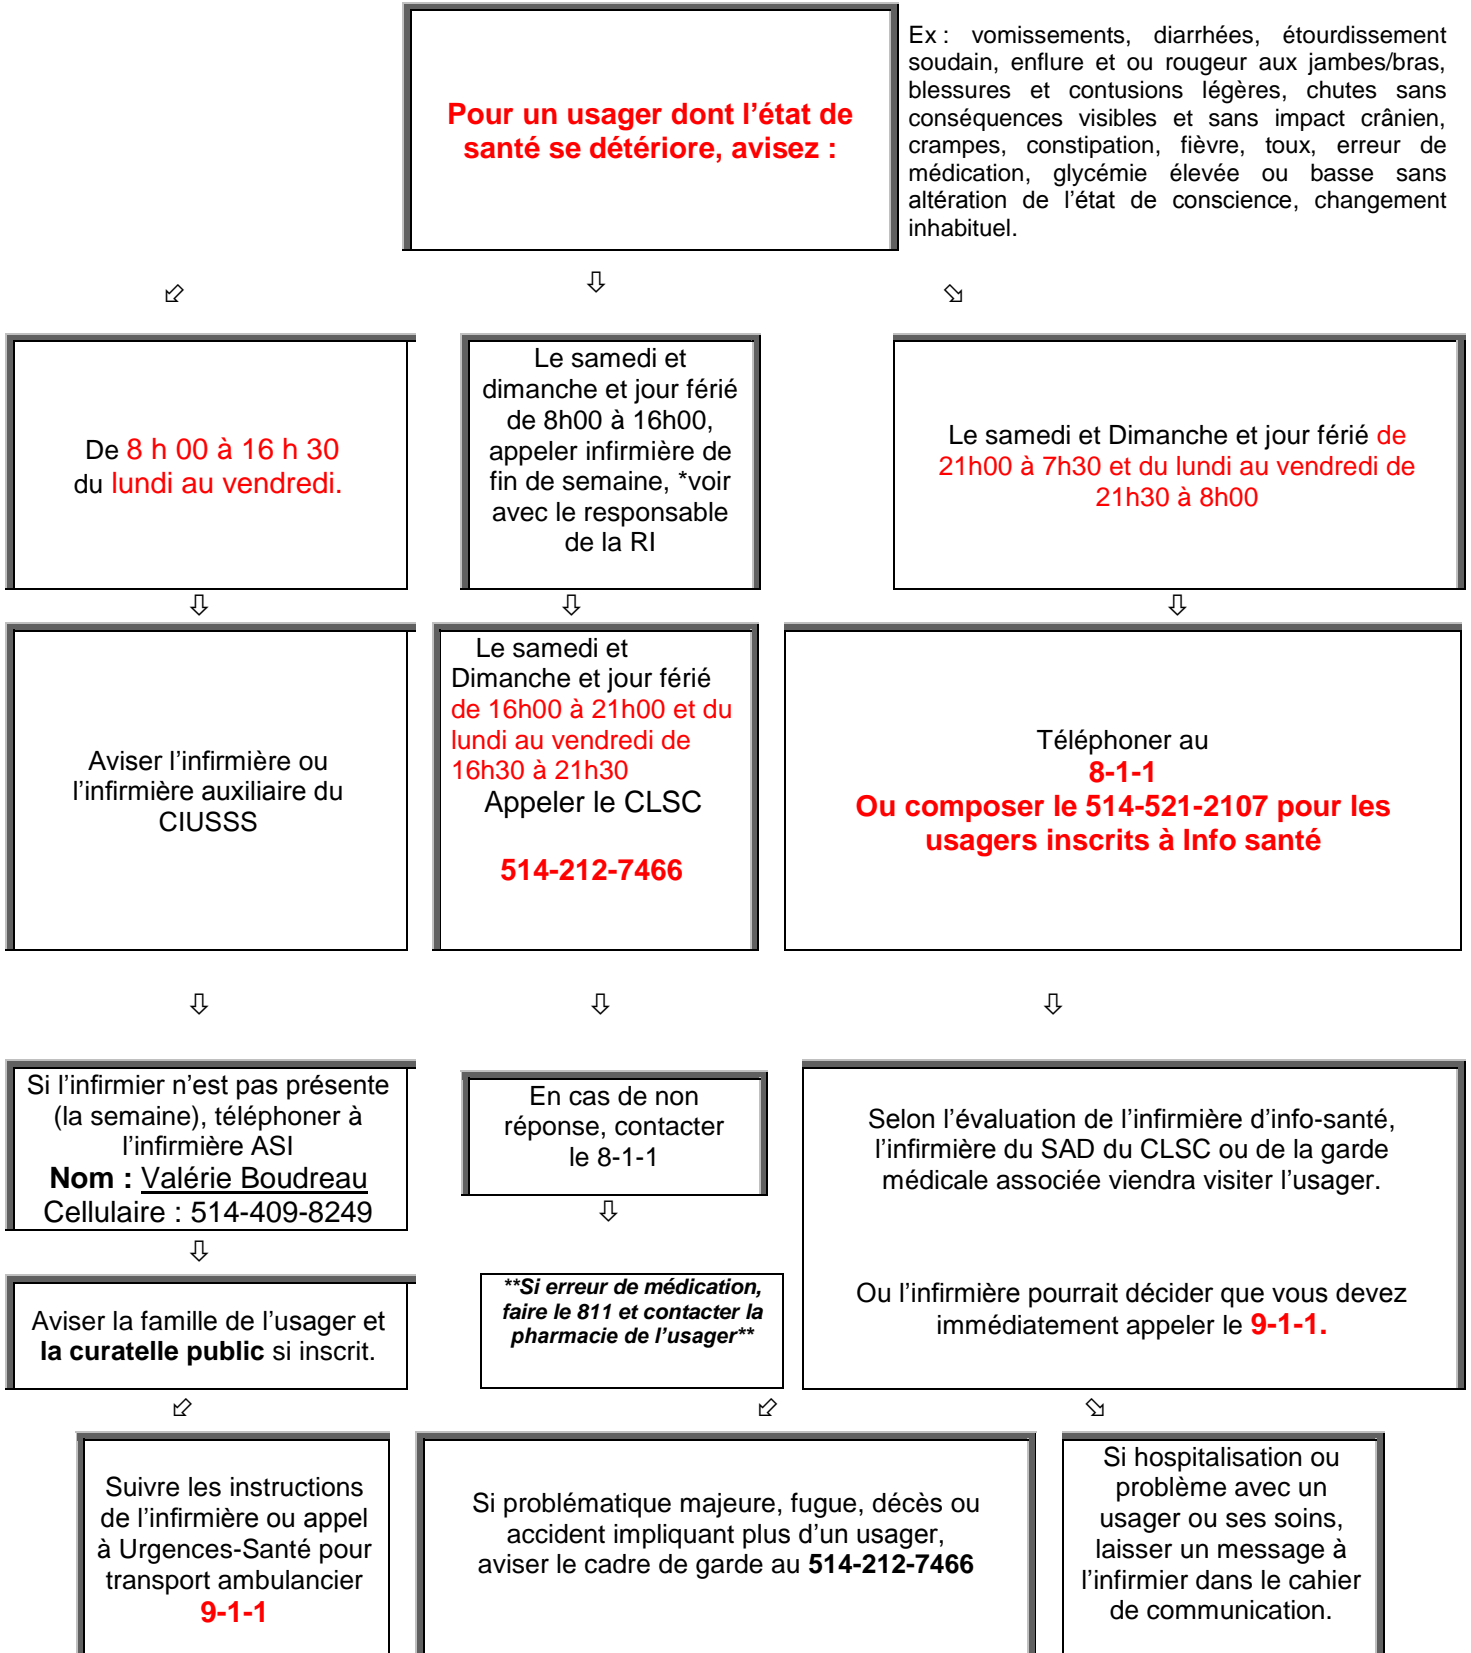 Pour un usager dont l’état de
santé se détériore, avisez :
Ex : vomissements, diarrhées, étourdissement
soudain, enflure et ou rougeur aux jambes/bras,
blessures et contusions légères, chutes sans
conséquences visibles et sans impact crânien,
crampes, constipation, fièvre, toux, erreur de
médication, glycémie élevée ou basse sans
altération de l’état de conscience, changement
inhabituel.
De 8 h 00 à 16 h 30
du lundi au vendredi.
Le samedi et
dimanche et jour férié
de 8h00 à 16h00,
appeler infirmière de
fin de semaine, *voir
avec le responsable
de la RI
Le samedi et Dimanche et jour férié de
21h00 à 7h30 et du lundi au vendredi de
21h30 à 8h00
Aviser l’infirmière ou
l’infirmière auxiliaire du
CIUSSS
Le samedi et
Dimanche et jour férié
de 16h00 à 21h00 et du
lundi au vendredi de
16h30 à 21h30
Appeler le CLSC
514-212-7466
Téléphoner au
8-1-1
Ou composer le 514-521-2107 pour les
usagers inscrits à Info santé
Si l’infirmier n’est pas présente
(la semaine), téléphoner à
l’infirmière ASI
Nom : Valérie Boudreau
Cellulaire : 514-409-8249
En cas de non
réponse, contacter
le 8-1-1
Selon l’évaluation de l’infirmière d’info-santé,
l’infirmière du SAD du CLSC ou de la garde
médicale associée viendra visiter l’usager.
Ou l’infirmière pourrait décider que vous devez
immédiatement appeler le 9-1-1.
Aviser la famille de l’usager et
la curatelle public si inscrit.
**Si erreur de médication,
faire le 811 et contacter la
pharmacie de l’usager**
Suivre les instructions
de l’infirmière ou appel
à Urgences-Santé pour
transport ambulancier
9-1-1
Si problématique majeure, fugue, décès ou
accident impliquant plus d’un usager,
aviser le cadre de garde au 514-212-7466
Si hospitalisation ou
problème avec un
usager ou ses soins,
laisser un message à
l’infirmier dans le cahier
de communication.